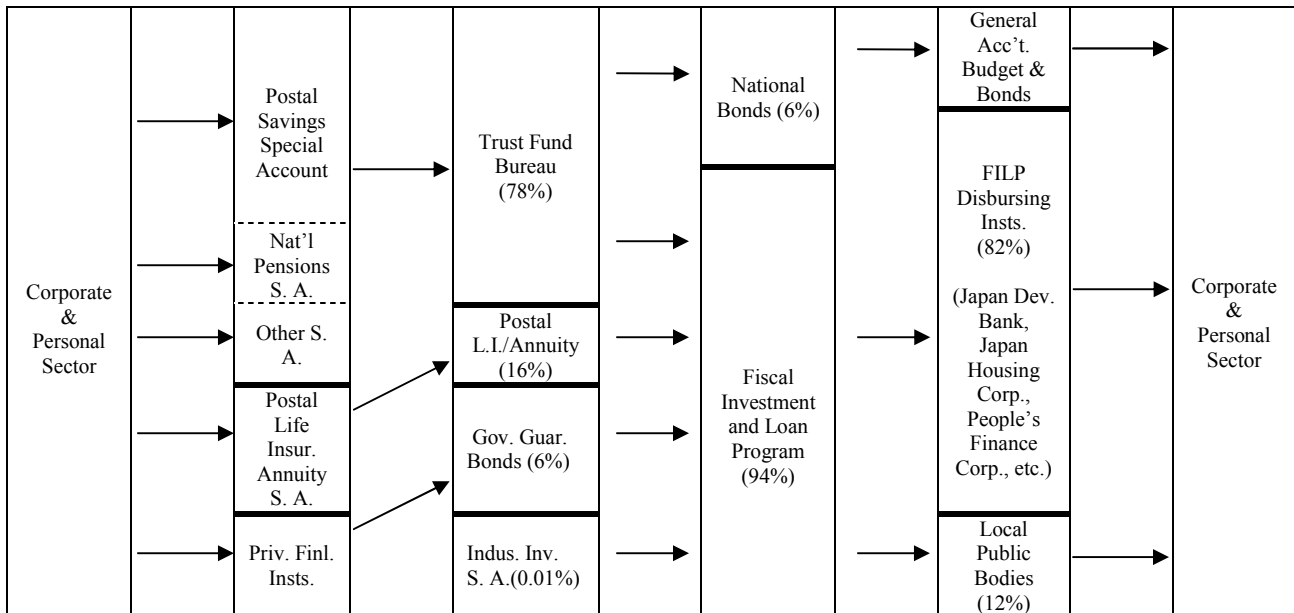 Corporate
&
Personal
Sector
Postal
Savings
Special
Account
Nat'l
Pensions
S. A.
Other S.
A.
Postal
Life
Insur.
Annuity
S. A.
Priv. Finl.
Insts.
Trust Fund
Bureau
(78%)
Postal
L.I./Annuity
(16%)
Gov. Guar.
Bonds (6%)
Indus. Inv.
S. A.(0.01%)
National
Bonds (6%)
Fiscal
Investment
and Loan
Program
(94%)
General
Acc't.
Budget &
Bonds
FILP
Disbursing
Insts.
(82%)
(Japan Dev.
Bank,
Japan
Housing
Corp.,
People's
Finance
Corp., etc.)
Local
Public
Bodies
(12%)
Corporate
&
Personal
Sector